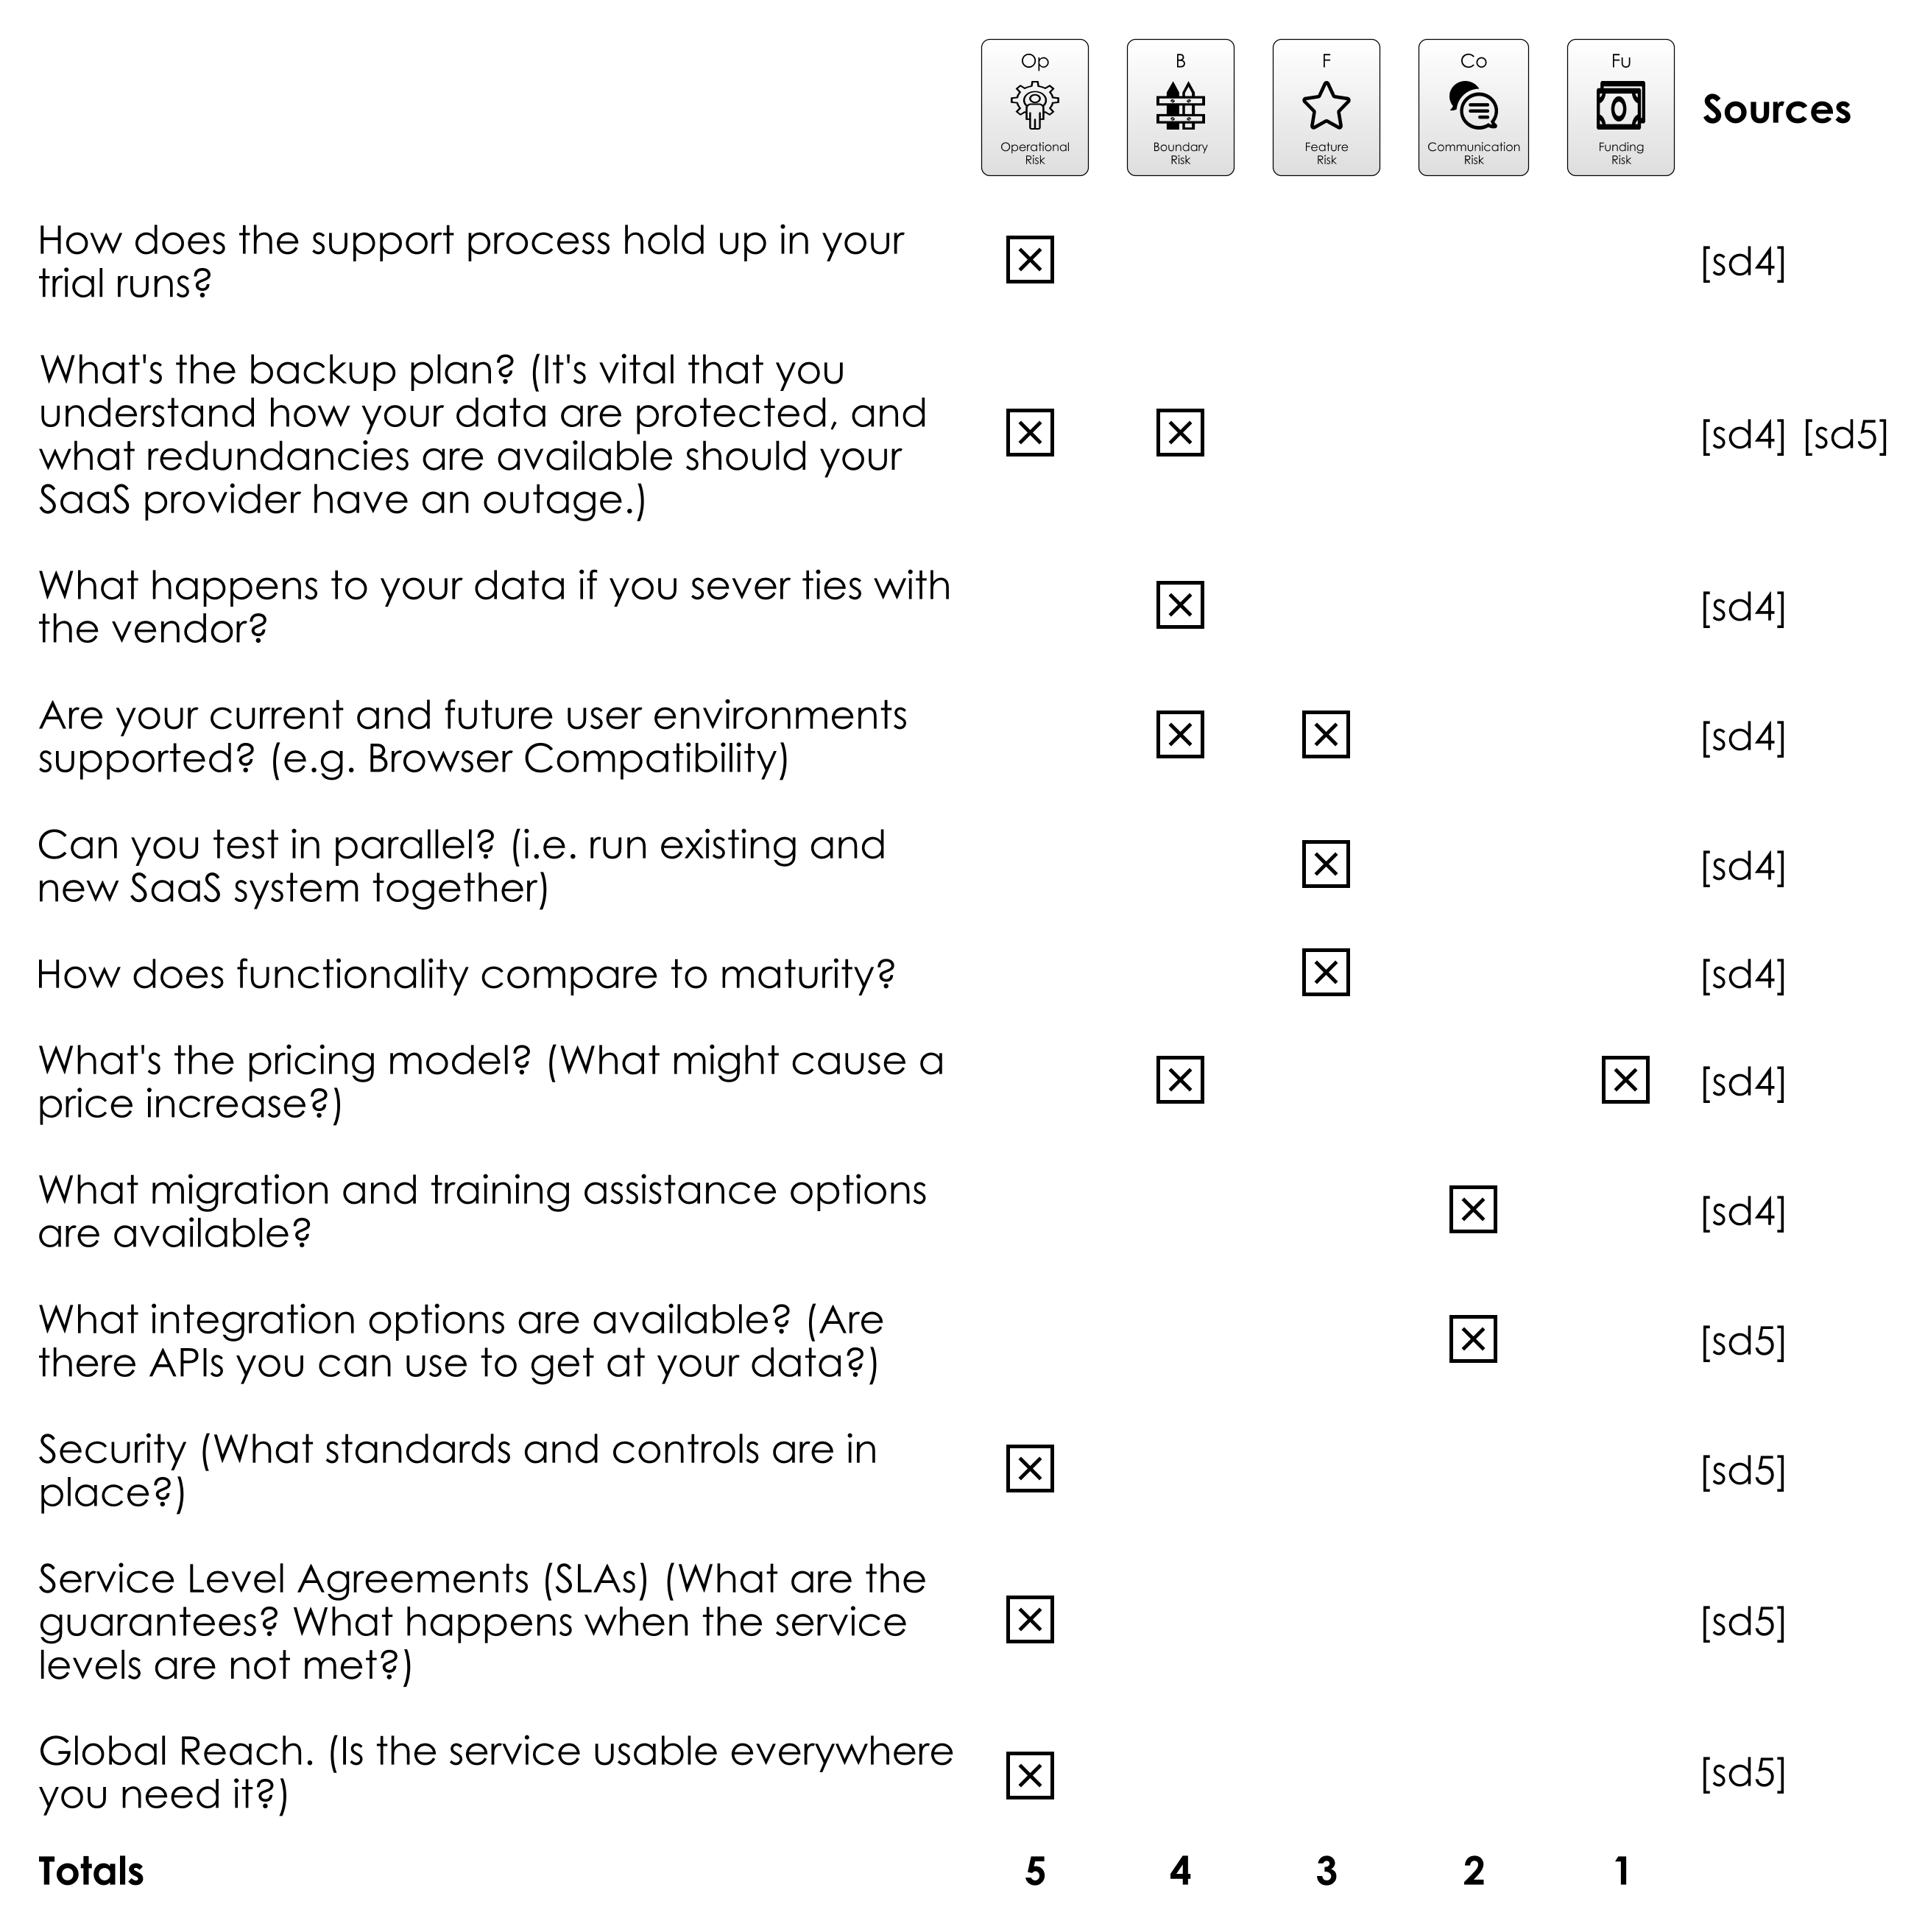 Op
B
F
Co
Fu
Operational
Risk
Boundary
Risk
Feature
Risk
Communication
Risk
Funding
Risk
Sources
How does the support process hold up in your
trial runs?
[sd4]
What's the backup plan? (It's vital that you
understand how your data are protected, and
what redundancies are available should your
SaaS provider have an outage.)
[sd4] [sd5]
What happens to your data if you sever ties with
the vendor?
[sd4]
Are your current and future user environments
supported? (e.g. Browser Compatibility)
[sd4]
Can you test in parallel? (i.e. run existing and
new SaaS system together)
[sd4]
How does functionality compare to maturity?
[sd4]
What's the pricing model? (What might cause a
price increase?)
[sd4]
What migration and training assistance options
are available?
[sd4]
What integration options are available? (Are
there APIs you can use to get at your data?)
[sd5]
Security (What standards and controls are in
place?)
[sd5]
Service Level Agreements (SLAs) (What are the
guarantees? What happens when the service
levels are not met?)
[sd5]
Global Reach. (Is the service usable everywhere
you need it?)
[sd5]
Totals 5 4 3 2 1